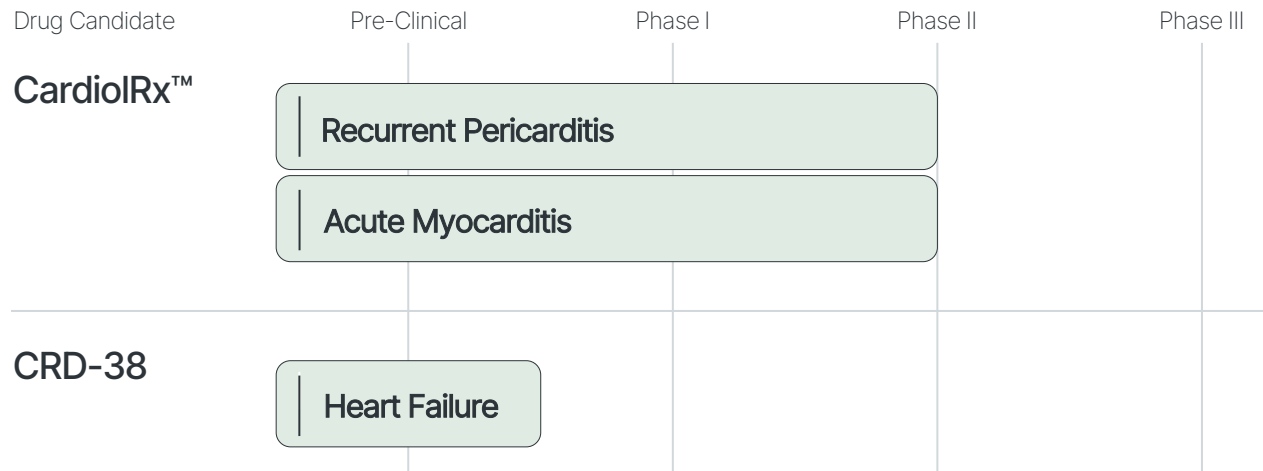 Drug Candidate Pre-Clinical Phase I Phase II Phase III
CardiolRx™
Recurrent Pericarditis
Acute Myocarditis
CRD-38
Heart Failure